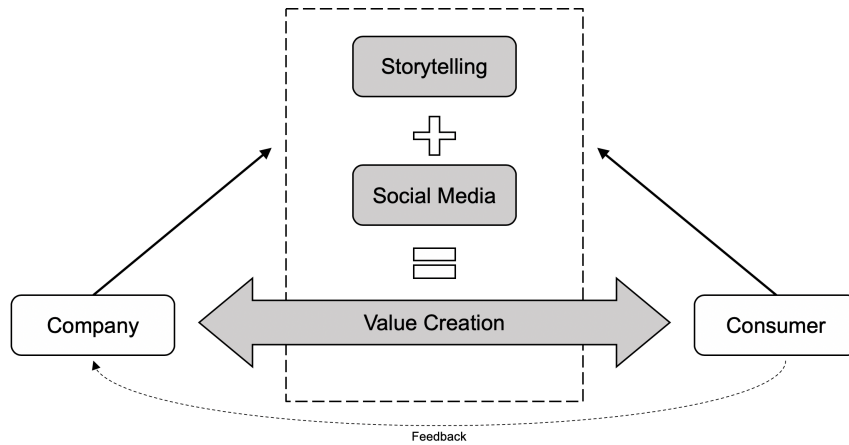 Storytelling
Social Media
Company
Value Creation
Consumer
Feedback